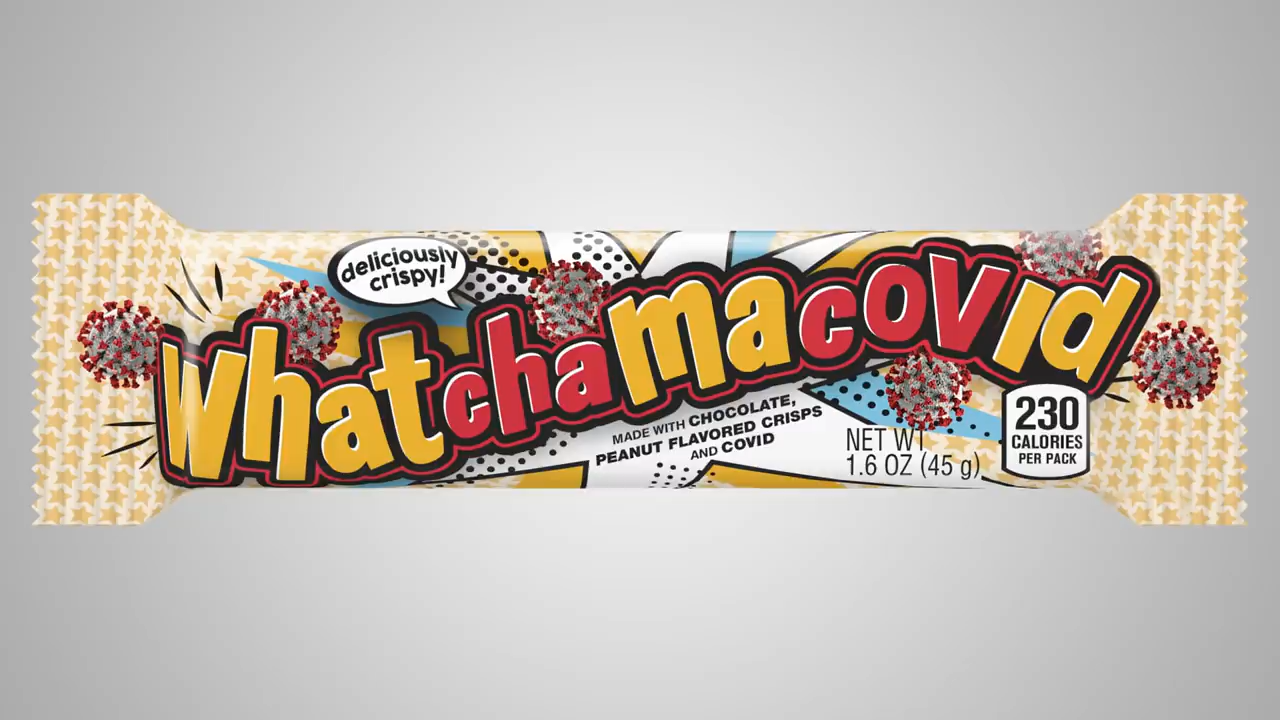 deliciously
crispy!
Whatchamacovid
MADE WITH CHOCOLATE,
PEANUT FLAVORED CRISPS
AND COVID
NET WT
1.6 OZ (45 g)
230
CALORIES
PER PACK